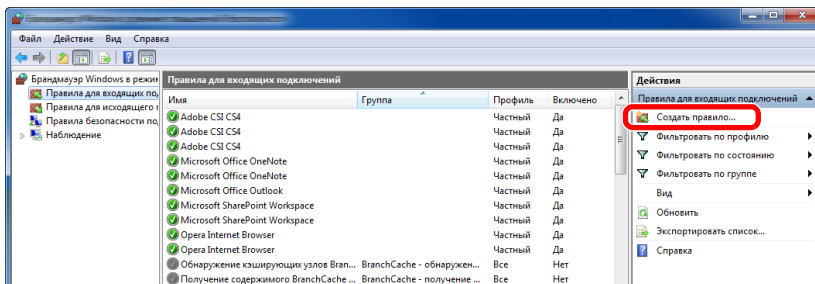 Файл Действие Вид Справка
Брандмауэр Windows в режим
Правила для входящих под
Правила для исходящего п
Правила безопасности по
Наблюдение
Правила для входящих подключений
Имя Группа Профиль Включено
Adobe CSI CS4 Частный Да
Adobe CSI CS4 Частный Да
Adobe CSI CS4 Частный Да
Microsoft Office OneNote Частный Да
Microsoft Office OneNote Частный Да
Microsoft Office Outlook Частный Да
Microsoft SharePoint Workspace Частный Да
Microsoft SharePoint Workspace Частный Да
Opera Internet Browser Частный Да
Opera Internet Browser Частный Да
Обнаружение кэширующих узлов Bran... BranchCache - обнаружен... Все Нет
Получение содержимого BranchCache ... BranchCache - получение ... Все Нет
Действия
Правила для входящих подключений
Создать правило...
Фильтровать по профилю
Фильтровать по состоянию
Фильтровать по группе
Вид
Обновить
Экспортировать список...
Справка